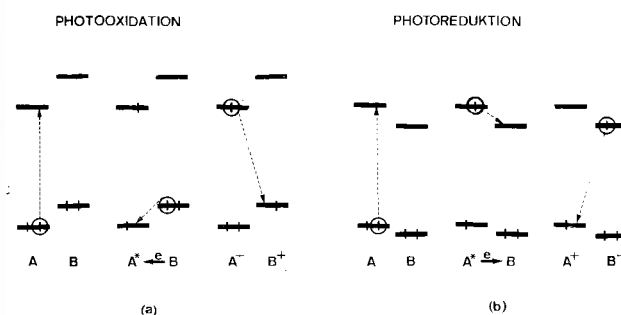 PHOTOOXIDATION PHOTOREDUKTION
A B A* e B A⁻ B⁺ A B A* e B A⁺ B⁻
(a) (b)